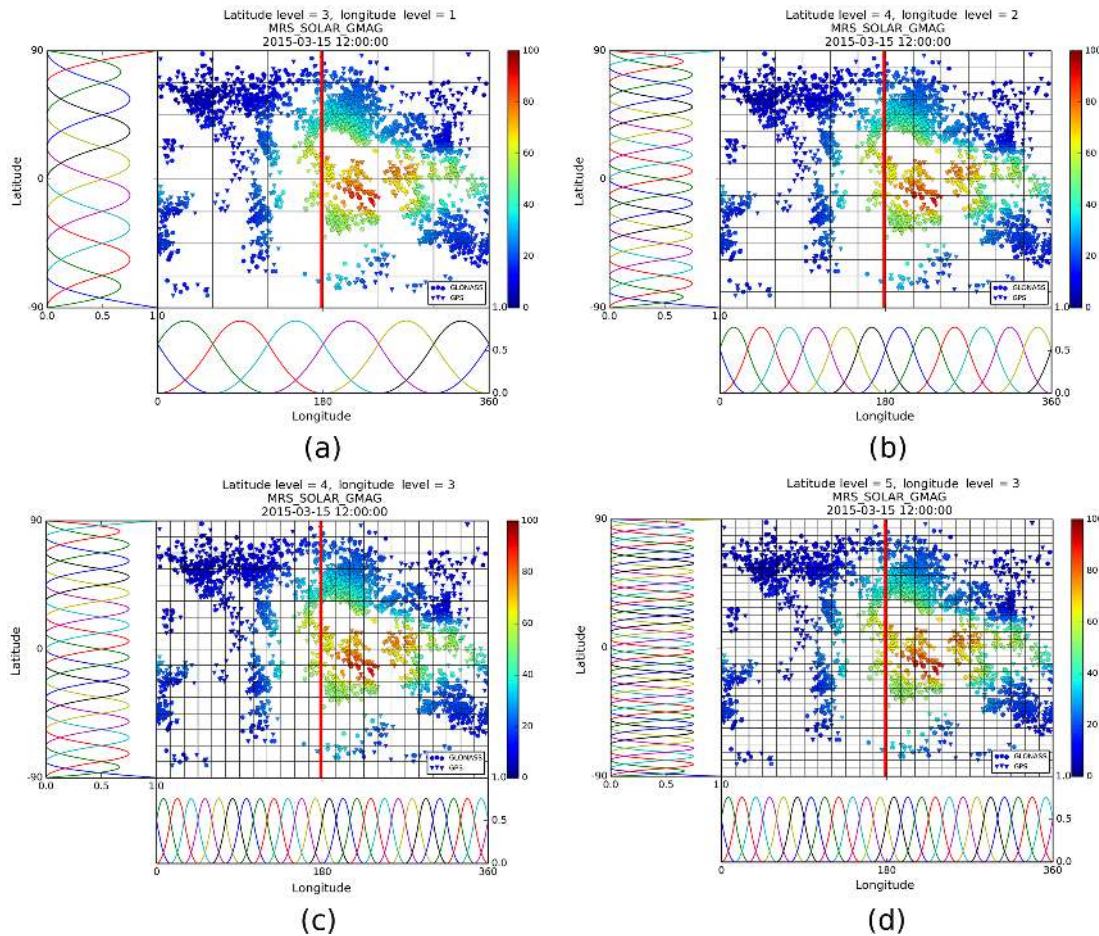 Latitude level = 3, longitude level = 1
MRS_SOLAR_GMAG
2015-03-15 12:00:00
90
0
-90
Latitude
0.0 0.5 1.0
100
80
60
40
20
0
GLONASS
GPS
1.0
0.5
0.0
0 180 360
Longitude
(a)
Latitude level = 4, longitude level = 2
MRS_SOLAR_GMAG
2015-03-15 12:00:00
90
0
-90
Latitude
0.0 0.5 1.0
100
80
60
40
20
0
GLONASS
GPS
1.0
0.5
0.0
0 180 360
Longitude
(b)
Latitude level = 4, longitude level = 3
MRS_SOLAR_GMAG
2015-03-15 12:00:00
90
0
-90
Latitude
0.0 0.5 1.0
100
80
60
40
20
0
GLONASS
GPS
1.0
0.5
0.0
0 180 360
Longitude
(c)
Latitude level = 5, longitude level = 3
MRS_SOLAR_GMAG
2015-03-15 12:00:00
90
0
-90
Latitude
0.0 0.5 1.0
100
80
60
40
20
0
GLONASS
GPS
1.0
0.5
0.0
0 180 360
Longitude
(d)